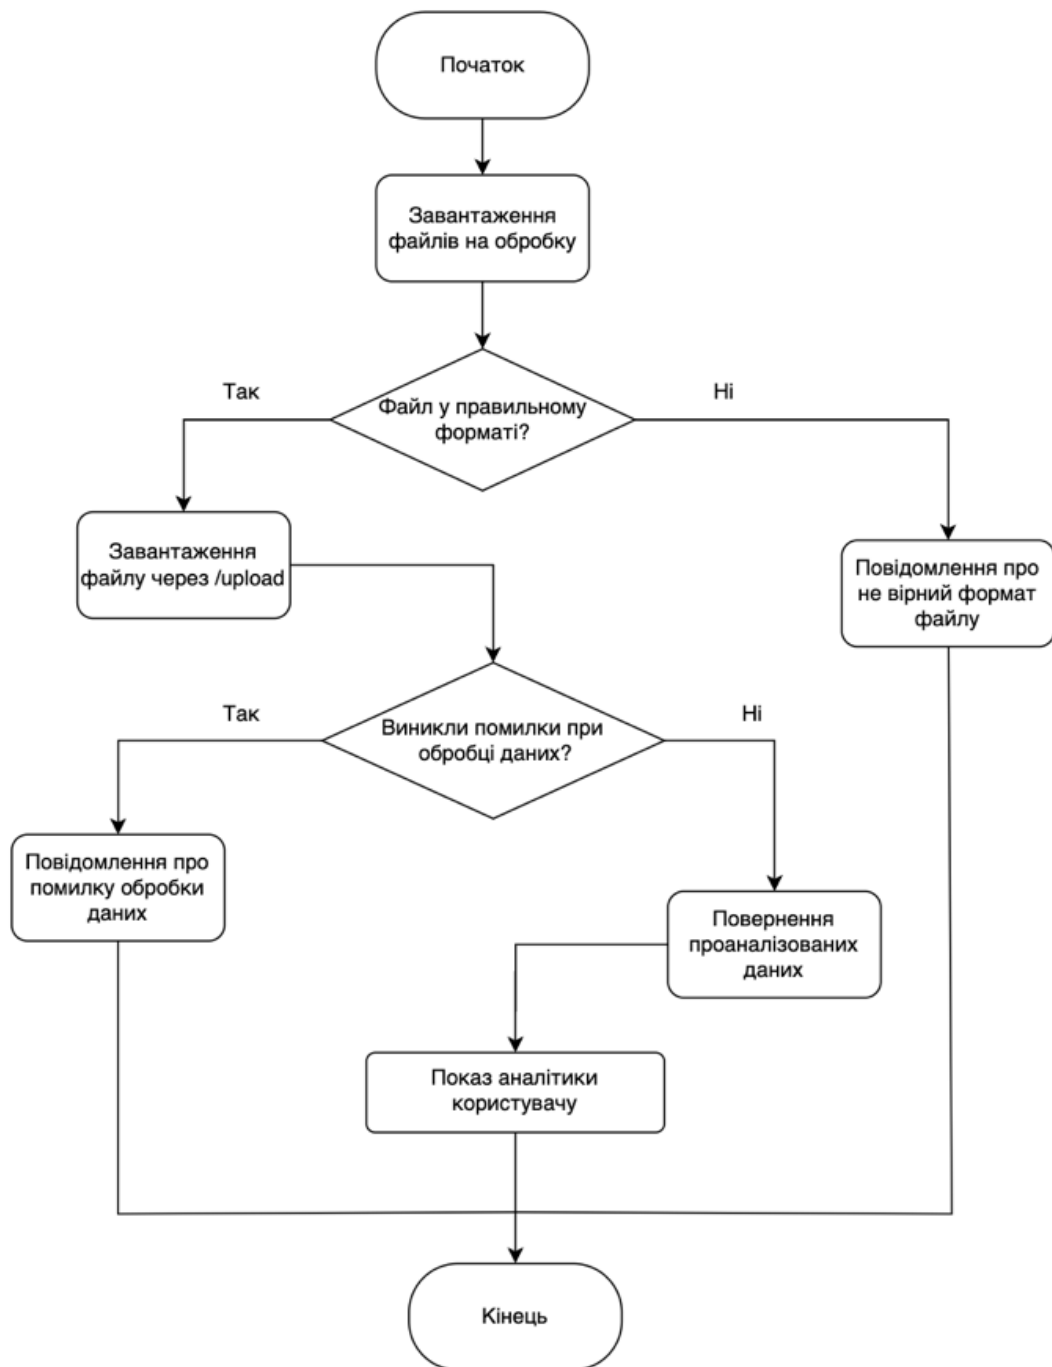 Початок
Завантаження
файлів на обробку
Так
Ні
Файл у правильному
форматі?
Завантаження
файлу через /upload
Повідомлення про
не вірний формат
файлу
Так
Ні
Виникли помилки при
обробці даних?
Повідомлення про
помилку обробки
даних
Повернення
проаналізованих
даних
Показ аналітики
користувачу
Кінець